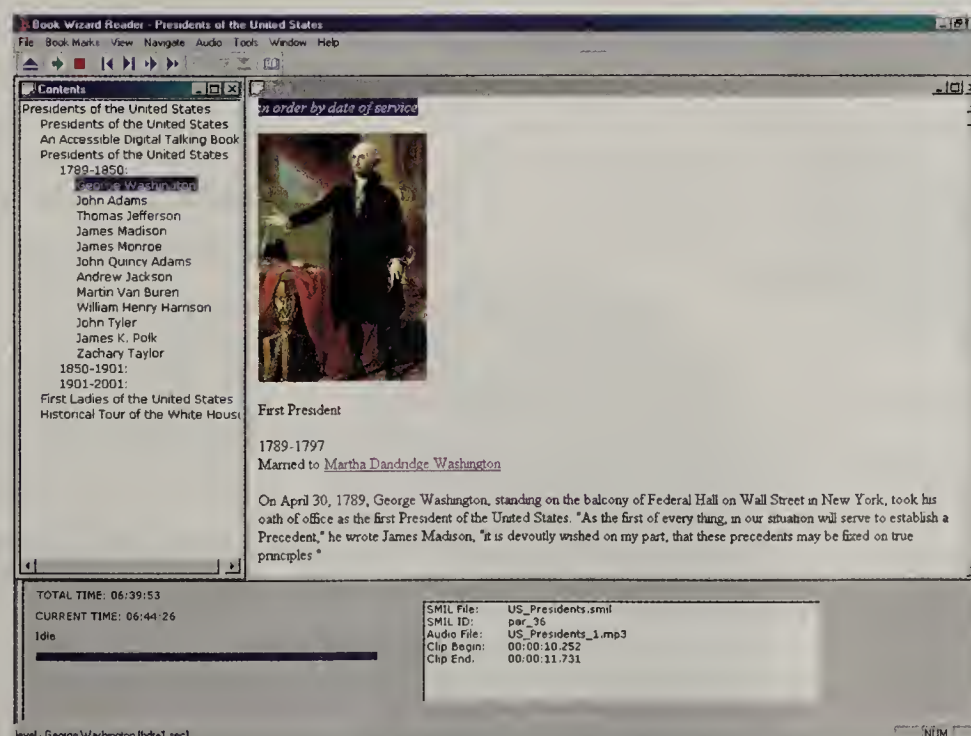 Book Wizard Reader - Presidents of the United States
File Book Marks View Navigate Audio Tools Window Help
Contents
Presidents of the United States
Presidents of the United States
An Accessible Digital Talking Book
Presidents of the United States
1789-1850:
George Washington
John Adams
Thomas Jefferson
James Madison
James Monroe
John Quincy Adams
Andrew Jackson
Martin Van Buren
William Henry Harrison
John Tyler
James K. Polk
Zachary Taylor
1850-1901:
1901-2001:
First Ladies of the United States
Historical Tour of the White Hous
in order by date of service
First President
1789-1797
Married to Martha Dandridge Washington
On April 30, 1789, George Washington, standing on the balcony of Federal Hall on Wall Street in New York, took his
oath of office as the first President of the United States. "As the first of every thing, in our situation will serve to establish a
Precedent," he wrote James Madison, "it is devoutly wished on my part, that these precedents may be fixed on true
principles "
TOTAL TIME: 06:39:53
CURRENT TIME: 06:44:26
Idle
SMIL File: US_Presidents.smil
SMIL ID: par_36
Audio File: US_Presidents_1.mp3
Clip Begin: 00:00:10.252
Clip End: 00:00:11.731
level: George Washington
NUM